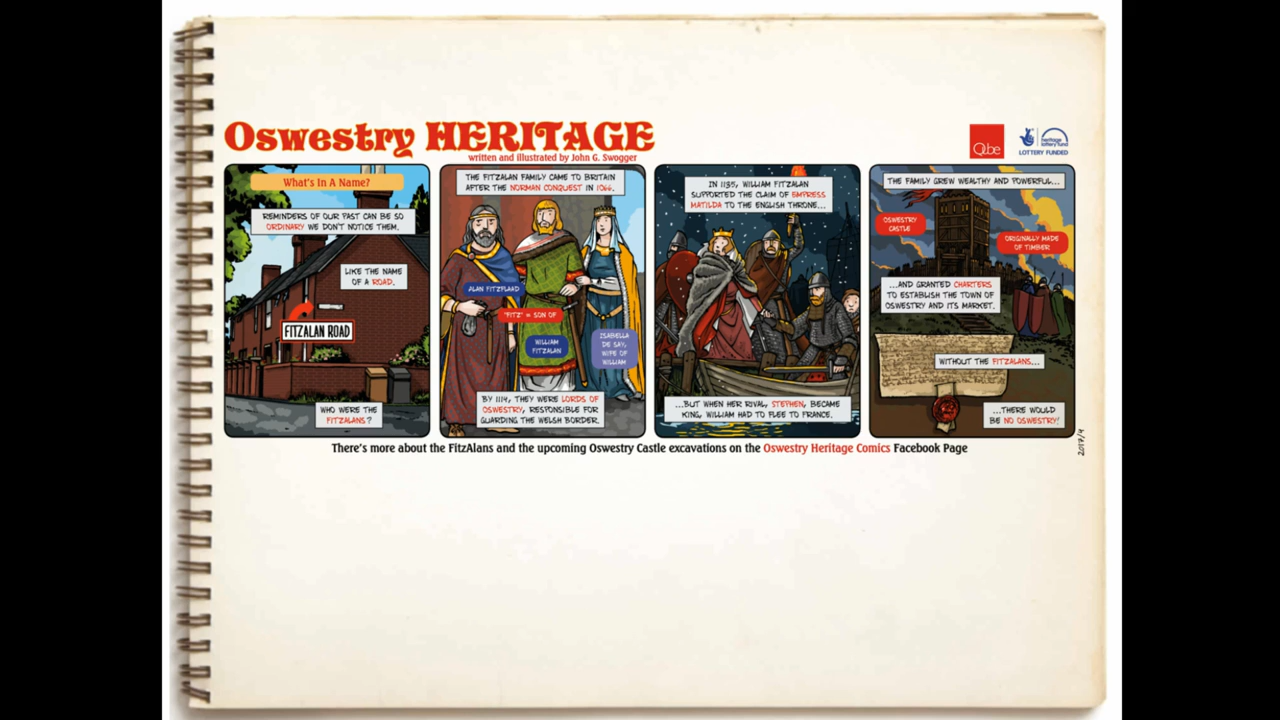 Oswestry HERITAGE
written and illustrated by John G. Swogger
Qube
heritage
lottery fund
LOTTERY FUNDED
What's In A Name?
REMINDERS OF OUR PAST CAN BE SO
ORDINARY WE DON'T NOTICE THEM.
LIKE THE NAME
OF A ROAD.
FITZALAN ROAD
WHO WERE THE
FITZALANS?
THE FITZALAN FAMILY CAME TO BRITAIN
AFTER THE NORMAN CONQUEST IN 1066.
ALAN FITZFLAAD
"FITZ" = SON OF
WILLIAM
FITZALAN
ISABELLA
DE SAY,
WIFE OF
WILLIAM
BY 1114, THEY WERE LORDS OF
OSWESTRY, RESPONSIBLE FOR
GUARDING THE WELSH BORDER.
IN 1135, WILLIAM FITZALAN
SUPPORTED THE CLAIM OF EMPRESS
MATILDA TO THE ENGLISH THRONE...
...BUT WHEN HER RIVAL, STEPHEN, BECAME
KING, WILLIAM HAD TO FLEE TO FRANCE.
THE FAMILY GREW WEALTHY AND POWERFUL...
OSWESTRY
CASTLE
ORIGINALLY MADE
OF TIMBER
...AND GRANTED CHARTERS
TO ESTABLISH THE TOWN OF
OSWESTRY AND ITS MARKET.
WITHOUT THE FITZALANS...
...THERE WOULD
BE NO OSWESTRY!
2017/9
There's more about the FitzAlans and the upcoming Oswestry Castle excavations on the Oswestry Heritage Comics Facebook Page